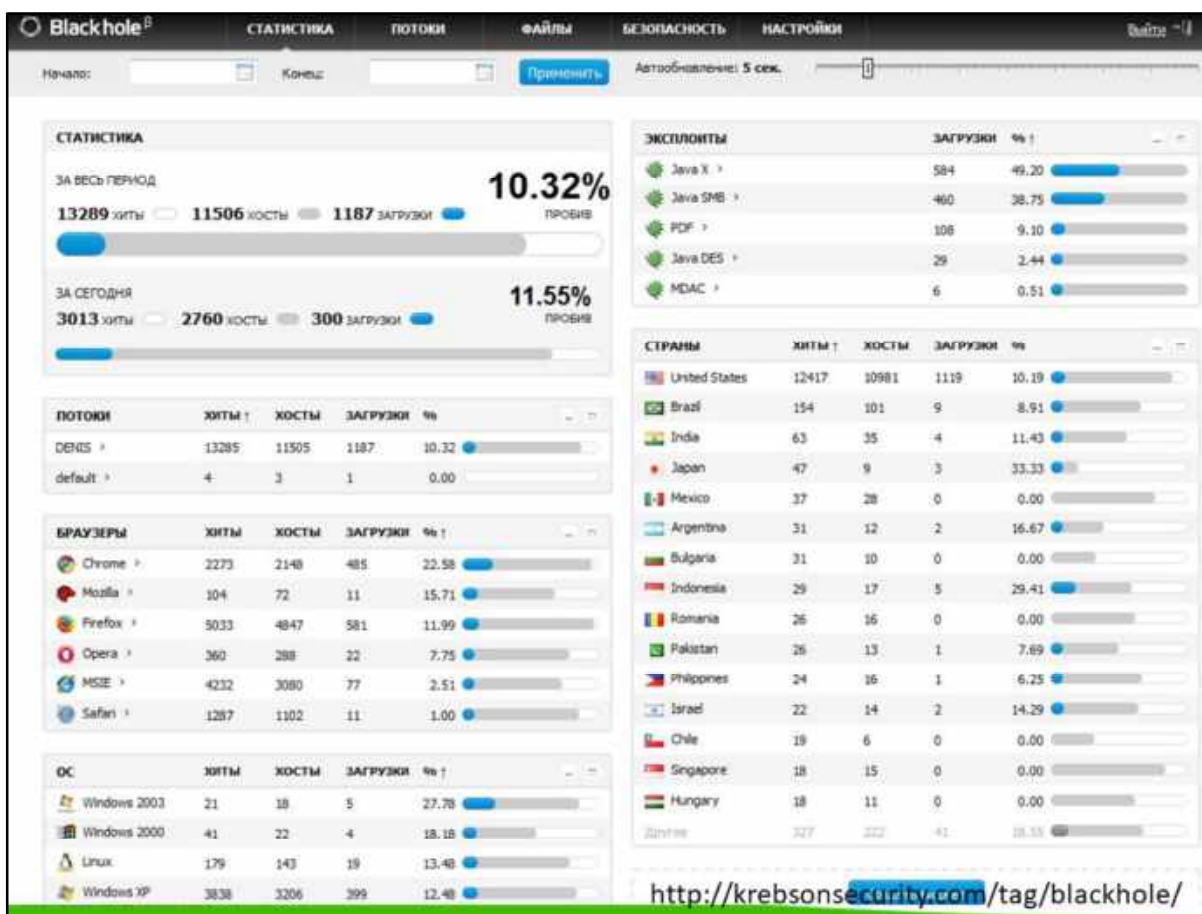 Blackhole β СТАТИСТИКА ПОТОКИ ФАЙЛЫ БЕЗОПАСНОСТЬ НАСТРОЙКИ Выйти
Начало: Конец: Применить Автообновление: 5 сек.
СТАТИСТИКА
ЗА ВЕСЬ ПЕРИОД
10.32%
13289 ХИТЫ 11506 ХОСТЫ 1187 ЗАГРУЗКИ ПРОБИВ
ЗА СЕГОДНЯ
11.55%
3013 ХИТЫ 2760 ХОСТЫ 300 ЗАГРУЗКИ ПРОБИВ
ПОТОКИ ХИТЫ ↑ ХОСТЫ ЗАГРУЗКИ %
DENIS > 13285 11505 1187 10.32
default > 4 3 1 0.00
БРАУЗЕРЫ ХИТЫ ХОСТЫ ЗАГРУЗКИ % ↑
Chrome > 2273 2148 485 22.58
Mozilla > 104 72 11 15.71
Firefox > 5033 4847 581 11.99
Opera > 360 288 22 7.75
MSIE > 4232 3080 77 2.51
Safari > 1287 1102 11 1.00
ОС ХИТЫ ХОСТЫ ЗАГРУЗКИ % ↑
Windows 2003 21 18 5 27.78
Windows 2000 41 22 4 18.18
Linux 179 143 19 13.48
Windows XP 3838 3206 399 12.48
ЭКСПЛОИТЫ ЗАГРУЗКИ % ↑
Java X > 584 49.20
Java SMB > 460 38.75
PDF > 108 9.10
Java DES > 29 2.44
MDAC > 6 0.51
СТРАНЫ ХИТЫ ↑ ХОСТЫ ЗАГРУЗКИ %
United States 12417 10981 1119 10.19
Brazil 154 101 9 8.91
India 63 35 4 11.43
Japan 47 9 3 33.33
Mexico 37 28 0 0.00
Argentina 31 12 2 16.67
Bulgaria 31 10 0 0.00
Indonesia 29 17 5 29.41
Romania 26 16 0 0.00
Pakistan 26 13 1 7.69
Philippines 24 16 1 6.25
Israel 22 14 2 14.29
Chile 19 6 0 0.00
Singapore 18 15 0 0.00
Hungary 18 11 0 0.00
Другие 327 222 41 18.55
http://krebsonsecurity.com/tag/blackhole/